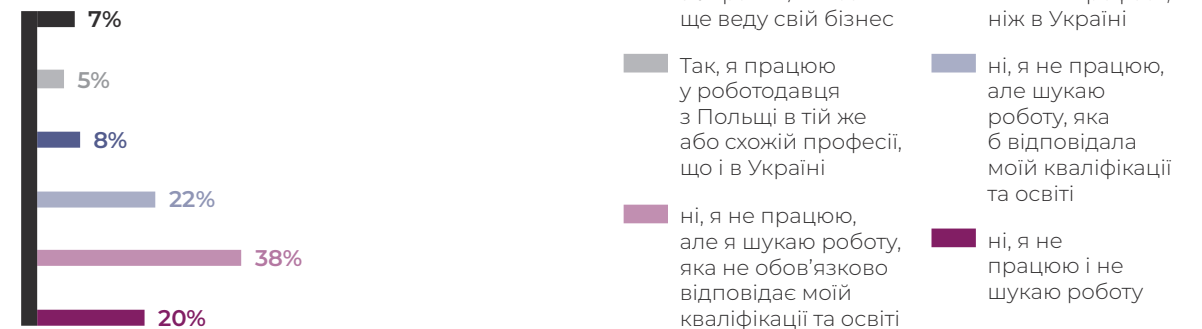 7%
5%
8%
22%
38%
20%
ще веду свій бізнес
Так, я працюю
у роботодавця
з Польщі в тій же
або схожій професії,
що і в Україні
ні, я не працюю,
але я шукаю роботу,
яка не обов’язково
відповідає моїй
кваліфікації та освіті
ніж в Україні
ні, я не працюю,
але шукаю
роботу, яка
б відповідала
моїй кваліфікації
та освіті
ні, я не
працюю і не
шукаю роботу